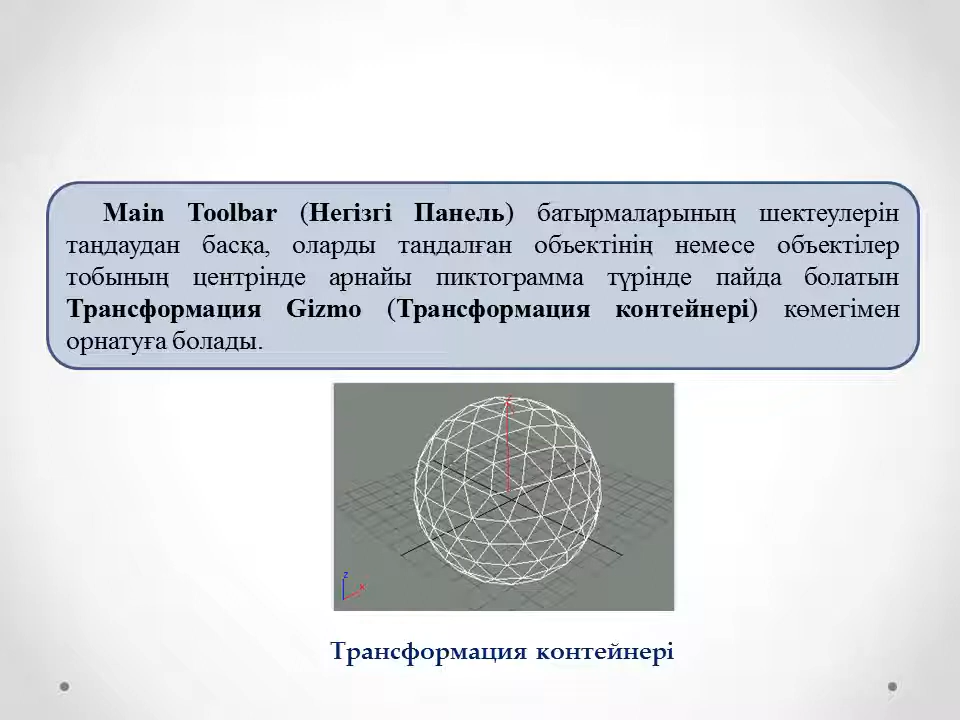 Main Toolbar (Негізгі Панель) батырмаларының шектеулерін
таңдаудан басқа, оларды таңдалған объектінің немесе объектілер
тобының центрінде арнайы пиктограмма түрінде пайда болатын
Трансформация Gizmo (Трансформация контейнері) көмегімен
орнатуға болады.
z
x
Трансформация контейнері